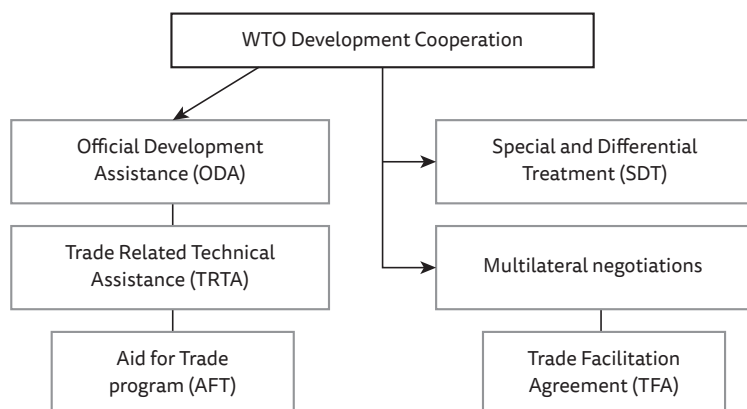 WTO Development Cooperation
Official Development
Assistance (ODA)
Special and Differential
Treatment (SDT)
Trade Related Technical
Assistance (TRTA)
Multilateral negotiations
Aid for Trade
program (AFT)
Trade Facilitation
Agreement (TFA)